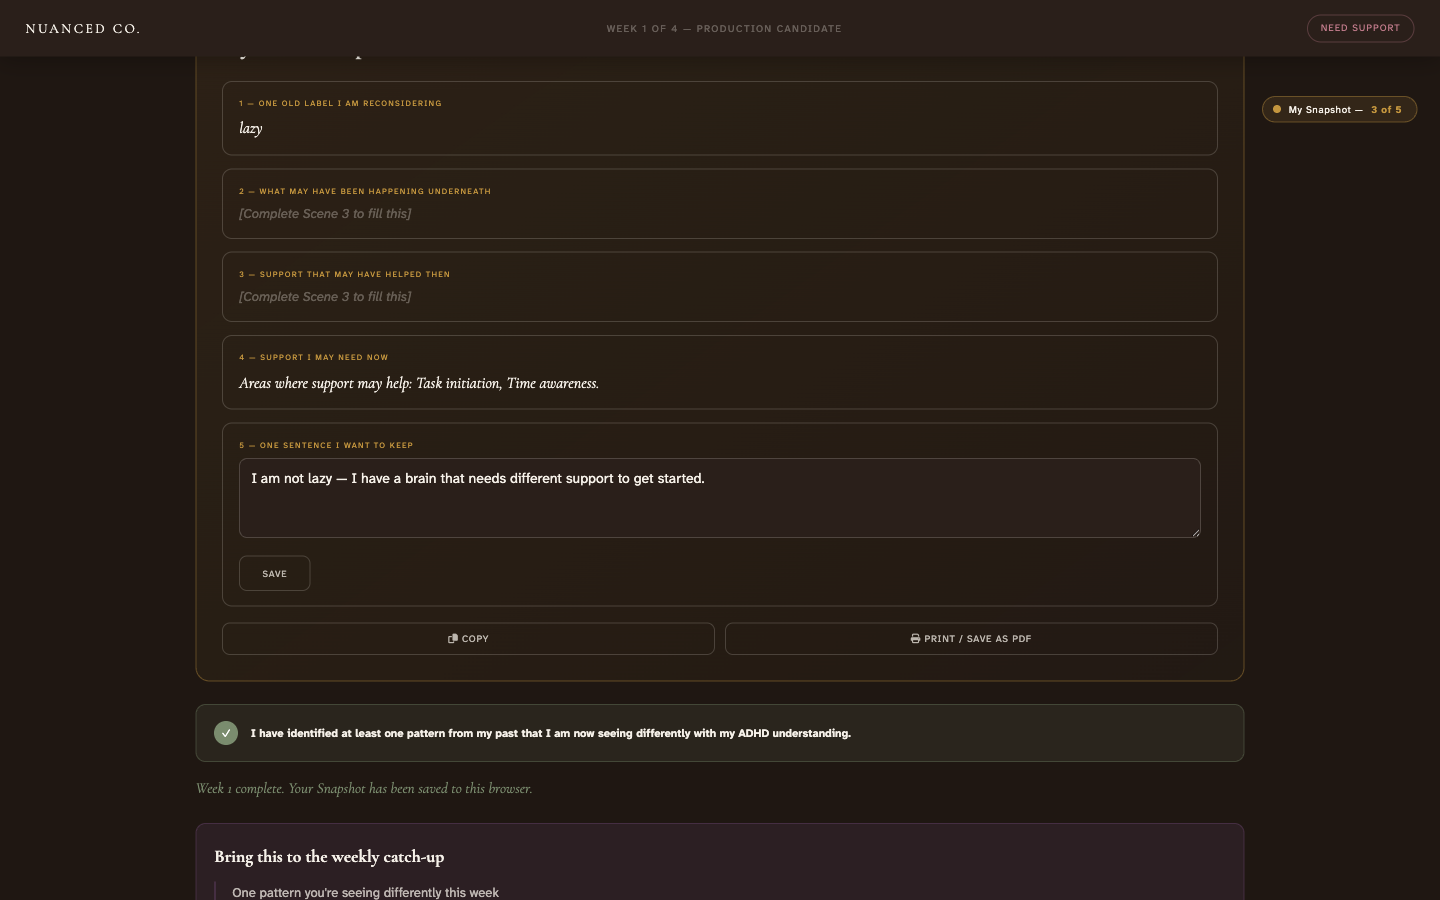 NUANCED CO.
WEEK 1 OF 4 — PRODUCTION CANDIDATE
NEED SUPPORT
My Snapshot — 3 of 5
1 — ONE OLD LABEL I AM RECONSIDERING
lazy
2 — WHAT MAY HAVE BEEN HAPPENING UNDERNEATH
[Complete Scene 3 to fill this]
3 — SUPPORT THAT MAY HAVE HELPED THEN
[Complete Scene 3 to fill this]
4 — SUPPORT I MAY NEED NOW
Areas where support may help: Task initiation, Time awareness.
5 — ONE SENTENCE I WANT TO KEEP
I am not lazy — I have a brain that needs different support to get started.
SAVE
COPY
PRINT / SAVE AS PDF
I have identified at least one pattern from my past that I am now seeing differently with my ADHD understanding.
Week 1 complete. Your Snapshot has been saved to this browser.
Bring this to the weekly catch-up
One pattern you're seeing differently this week